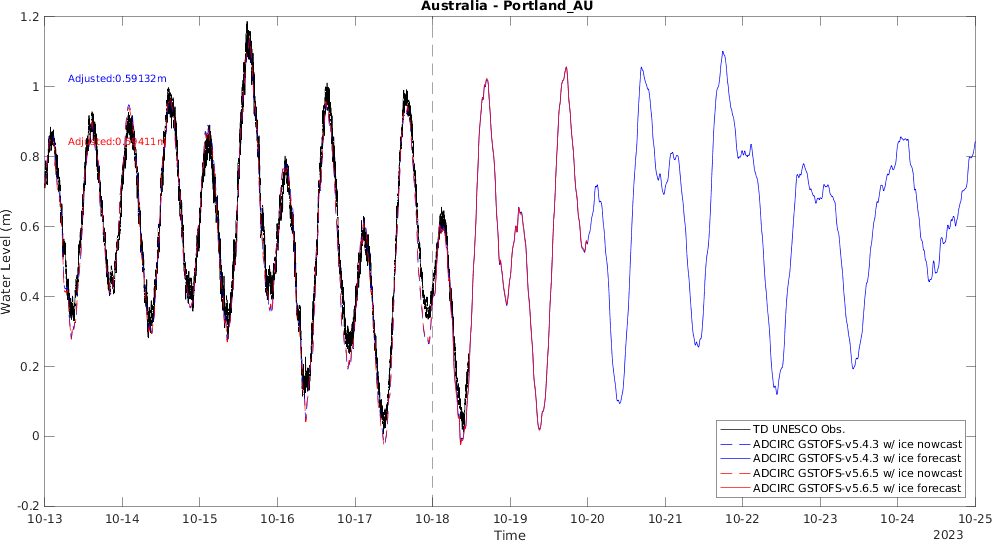 Australia - Portland_AU
Water Level (m)
1.2
1
0.8
0.6
0.4
0.2
0
-0.2
Adjusted:0.59132m
Adjusted:0.59411m
TD UNESCO Obs.
ADCIRC GSTOFS-v5.4.3 w/ ice nowcast
ADCIRC GSTOFS-v5.4.3 w/ ice forecast
ADCIRC GSTOFS-v5.6.5 w/ ice nowcast
ADCIRC GSTOFS-v5.6.5 w/ ice forecast
10-13 10-14 10-15 10-16 10-17 10-18 10-19 10-20 10-21 10-22 10-23 10-24 10-25
Time
2023